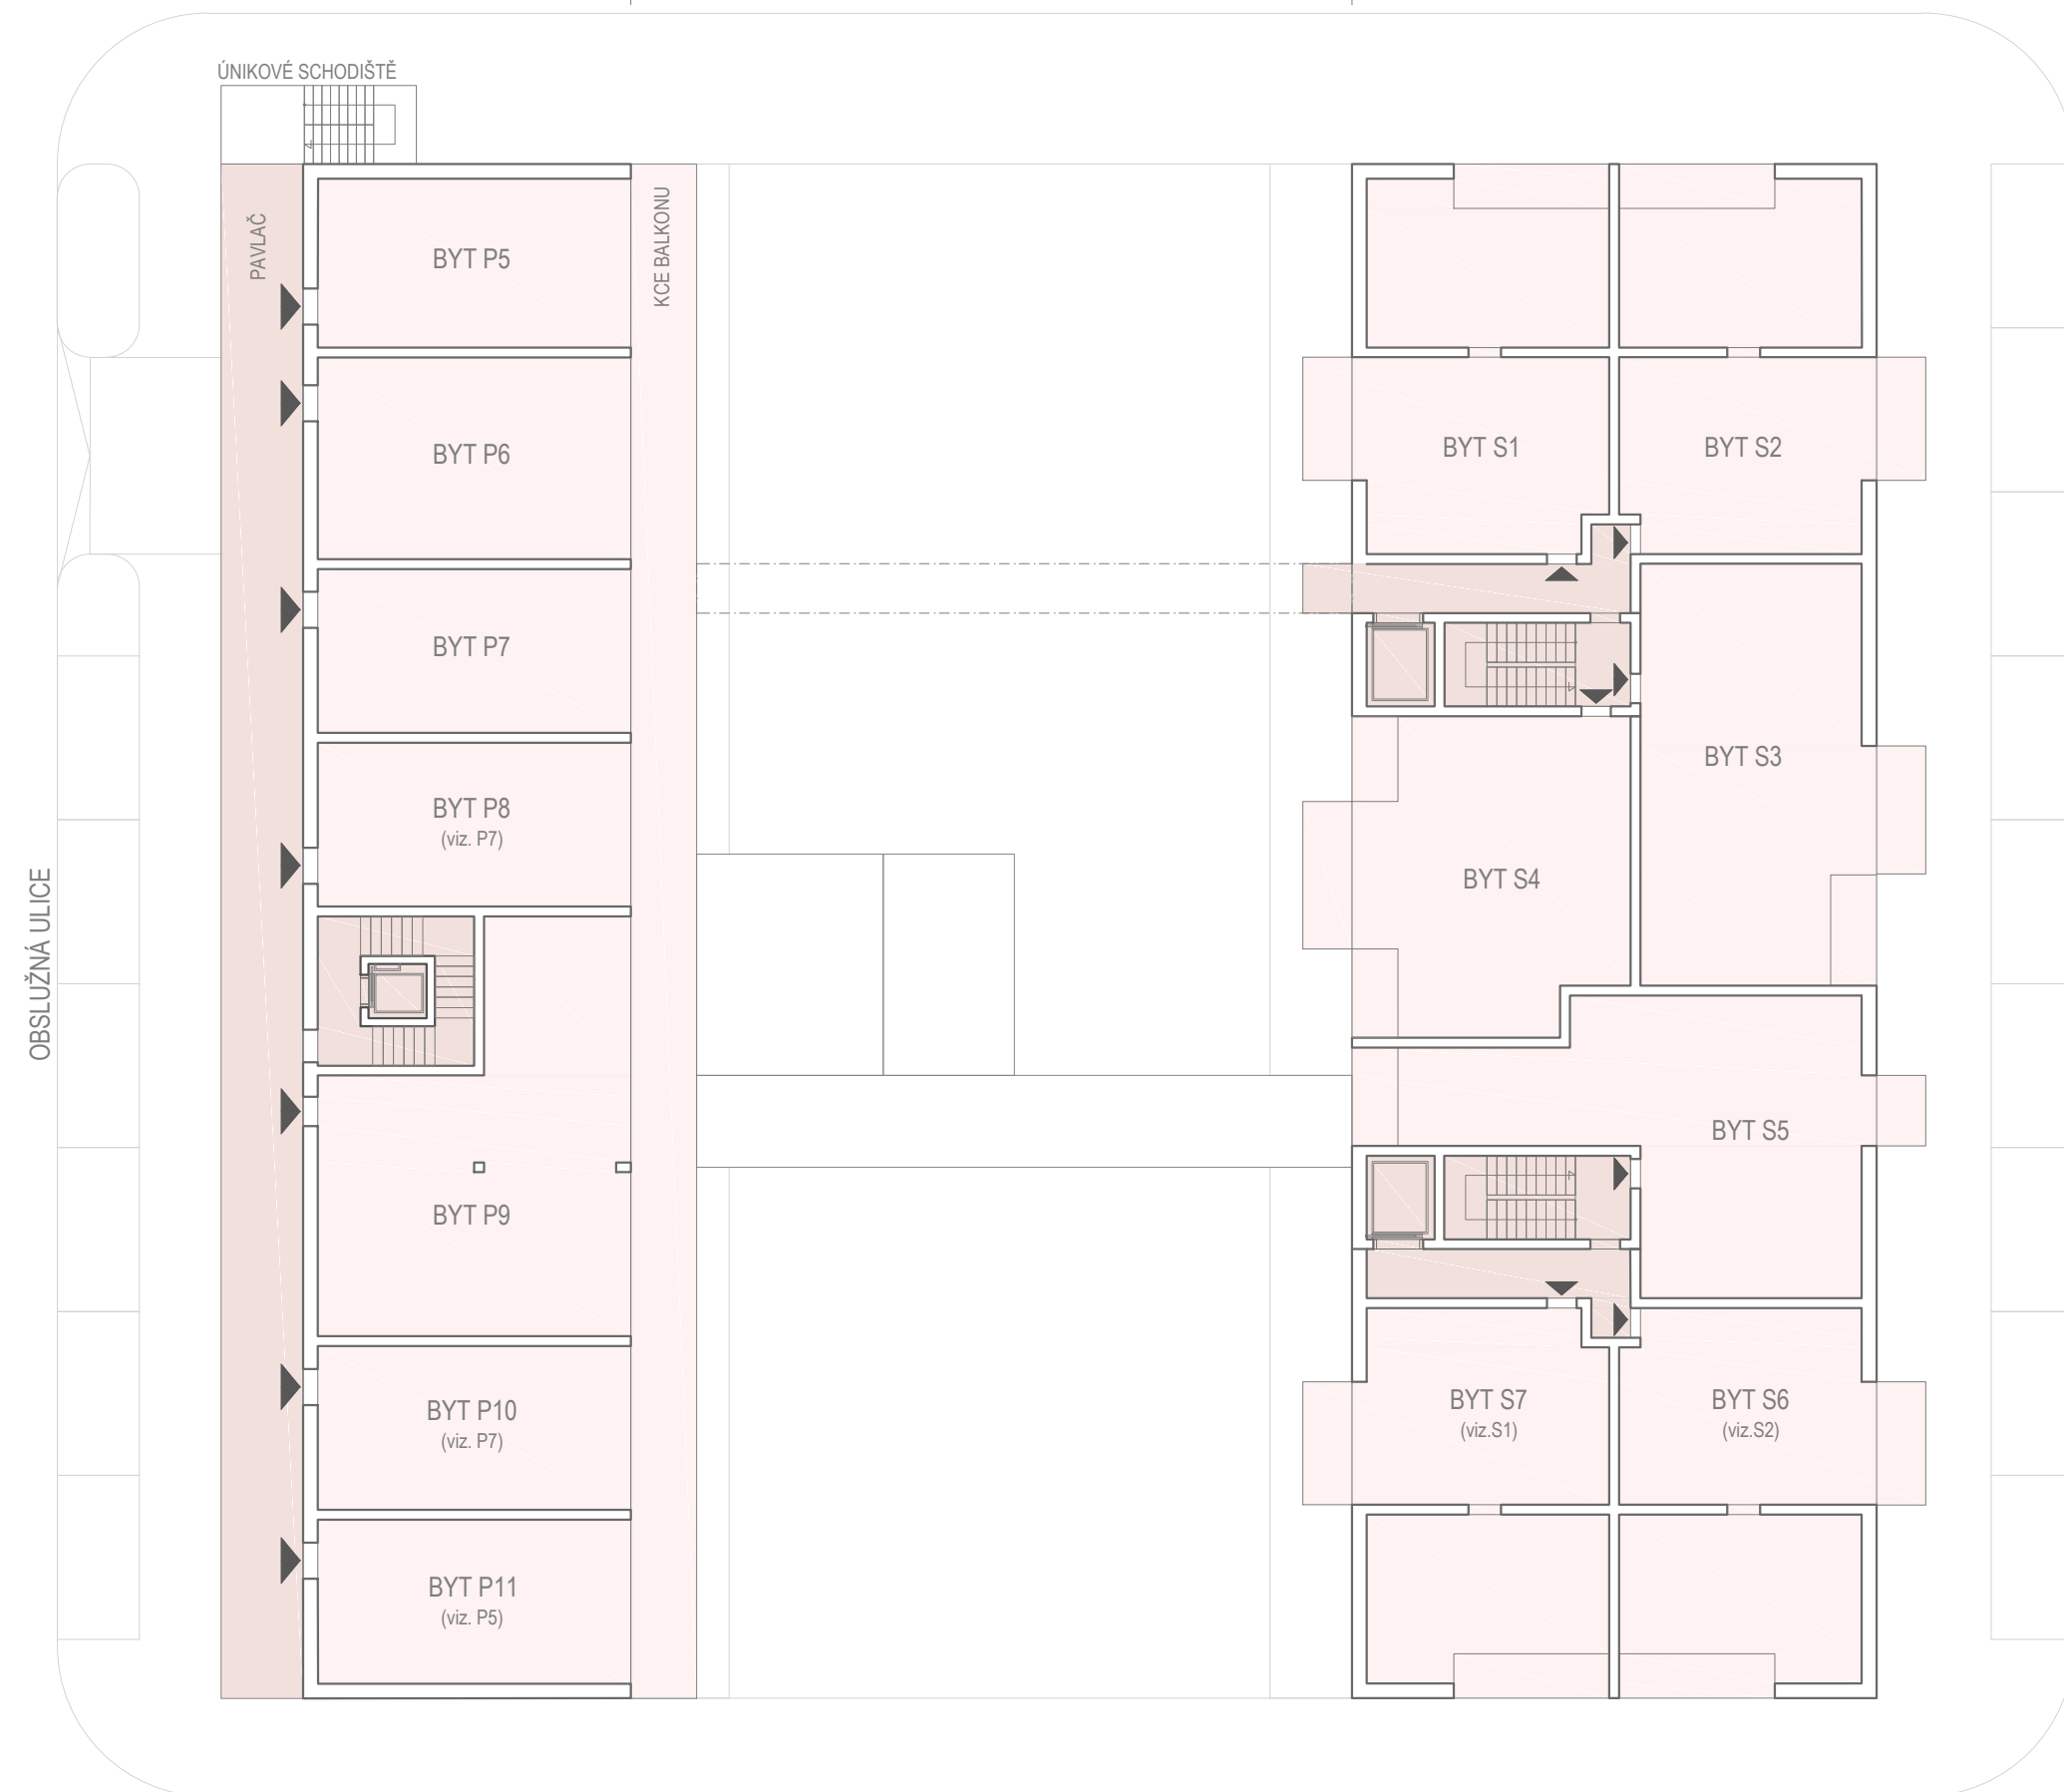 ÚNIKOVÉ SCHODIŠTĚ
PAVLAČ
KCE BALKONU
OBSLUŽNÁ ULICE
BYT P5
BYT P6
BYT P7
BYT P8
(viz. P7)
BYT P9
BYT P10
(viz. P7)
BYT P11
(viz. P5)
BYT S1
BYT S2
BYT S3
BYT S4
BYT S5
BYT S7
(viz.S1)
BYT S6
(viz.S2)